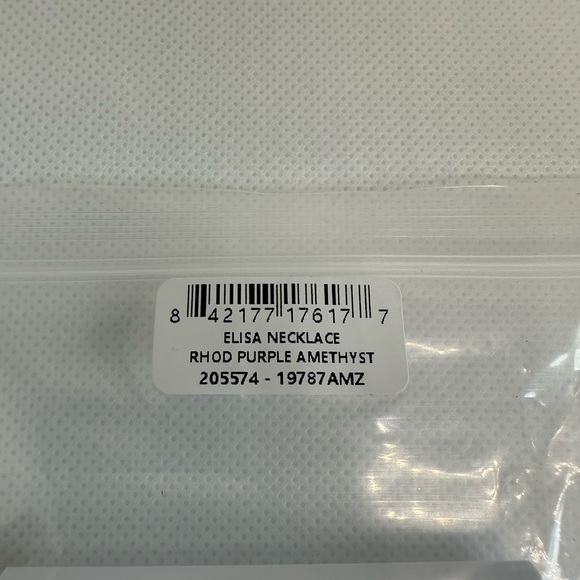 8 42177 17617 7
ELISA NECKLACE
RHOD PURPLE AMETHYST
205574 - 19787AMZ